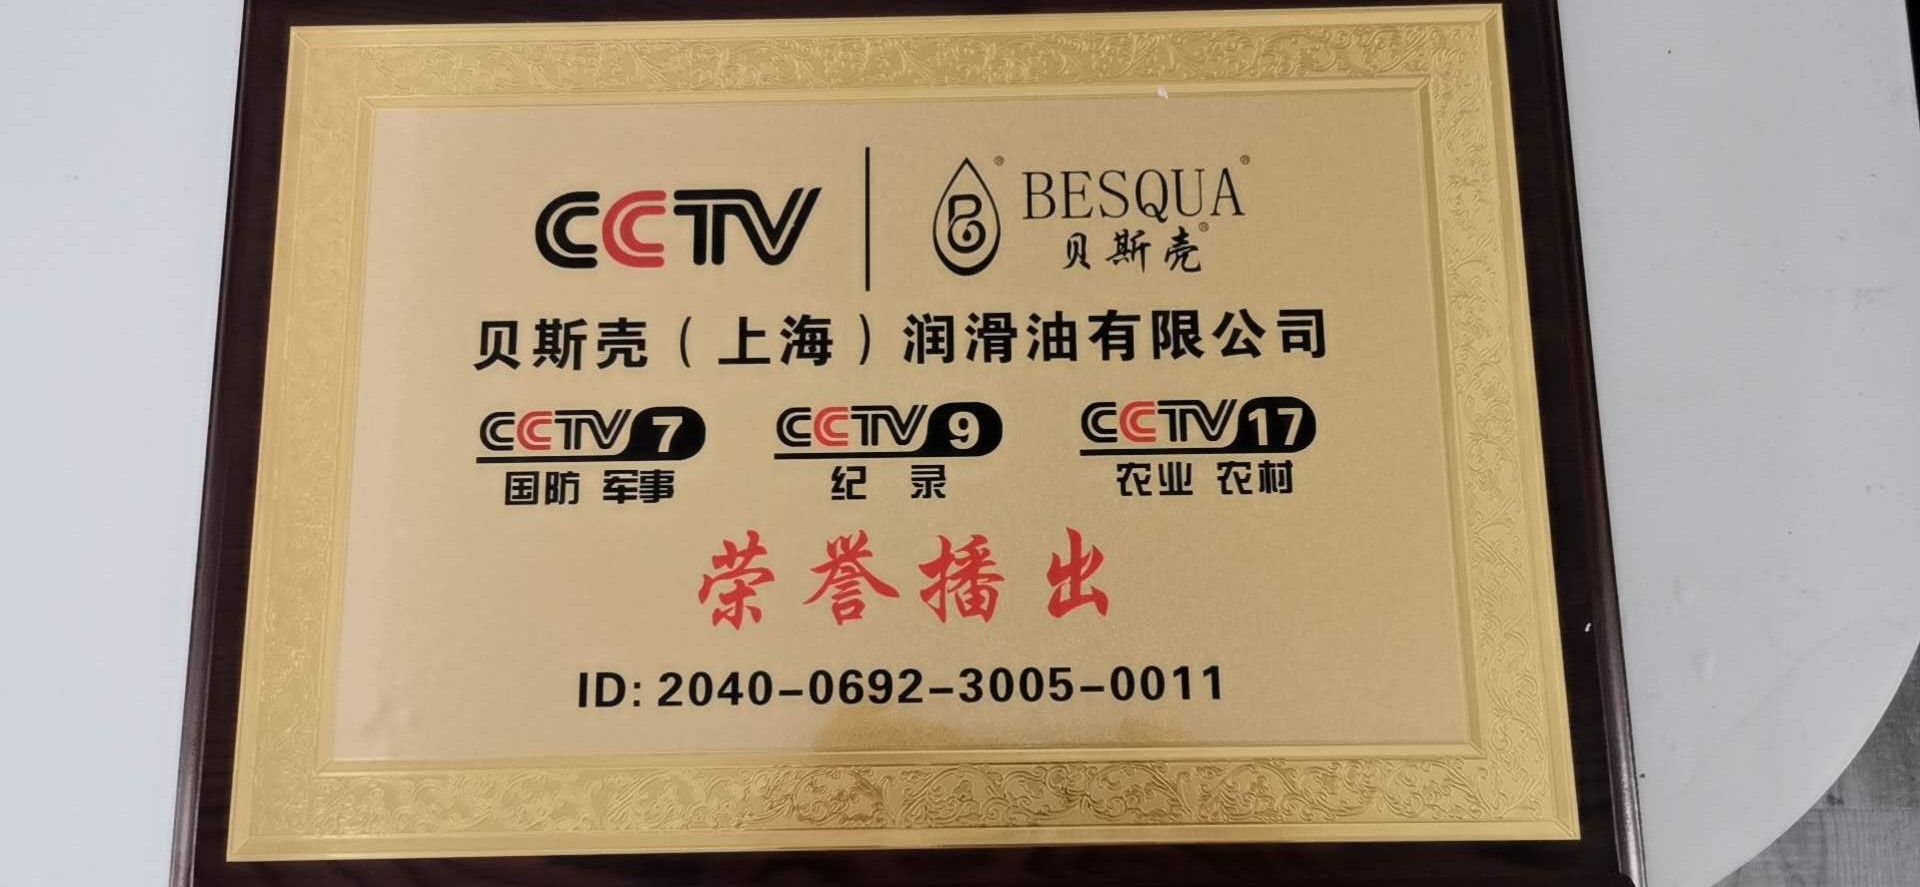 CCTV BESQUA®
贝斯壳®
贝斯壳（上海）润滑油有限公司
CCTV 7 CCTV 9 CCTV 17
国防 军事 纪 录 农业 农村
荣誉播出
ID: 2040-0692-3005-0011